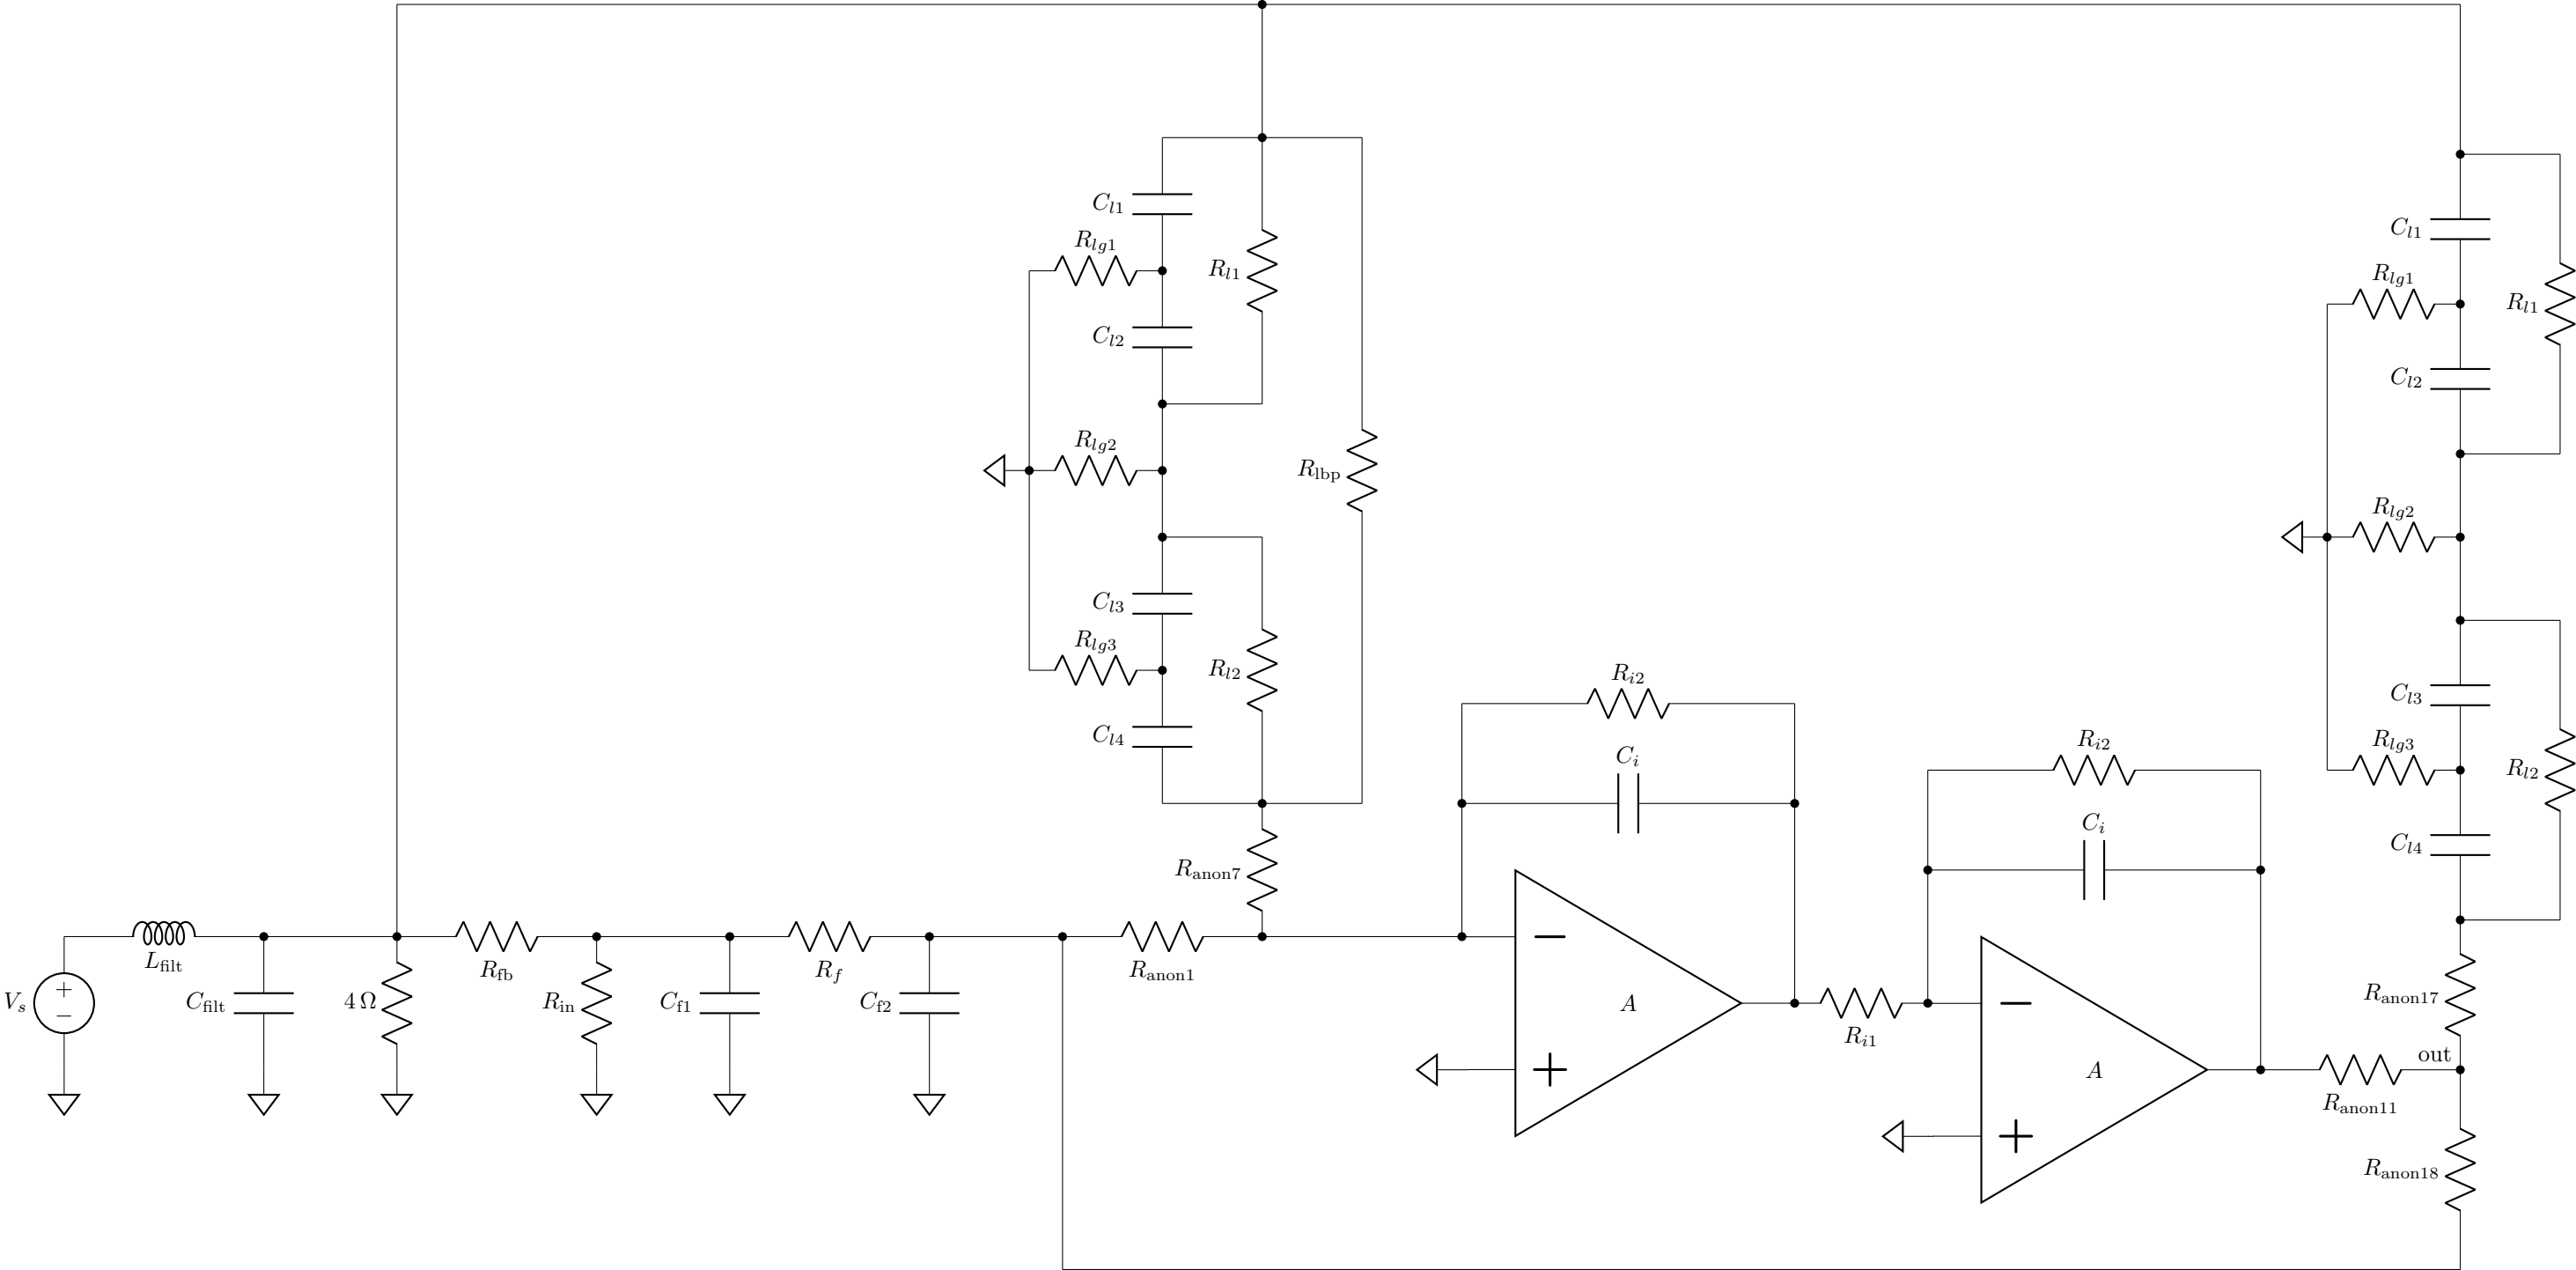 C_{l1}
R_{lg1}
R_{l1}
C_{l2}
R_{lg2}
R_{lbp}
C_{l3}
R_{lg3}
R_{l2}
C_{l4}
R_{anon7}
V_s
+
−
L_{filt}
C_{filt}
4 Ω
R_{fb}
R_{in}
C_{f1}
R_f
C_{f2}
R_{anon1}
R_{i2}
C_i
−
A
+
R_{i1}
R_{i2}
C_i
−
A
+
R_{anon11}
out
C_{l1}
R_{lg1}
R_{l1}
C_{l2}
R_{lg2}
C_{l3}
R_{lg3}
R_{l2}
C_{l4}
R_{anon17}
R_{anon18}